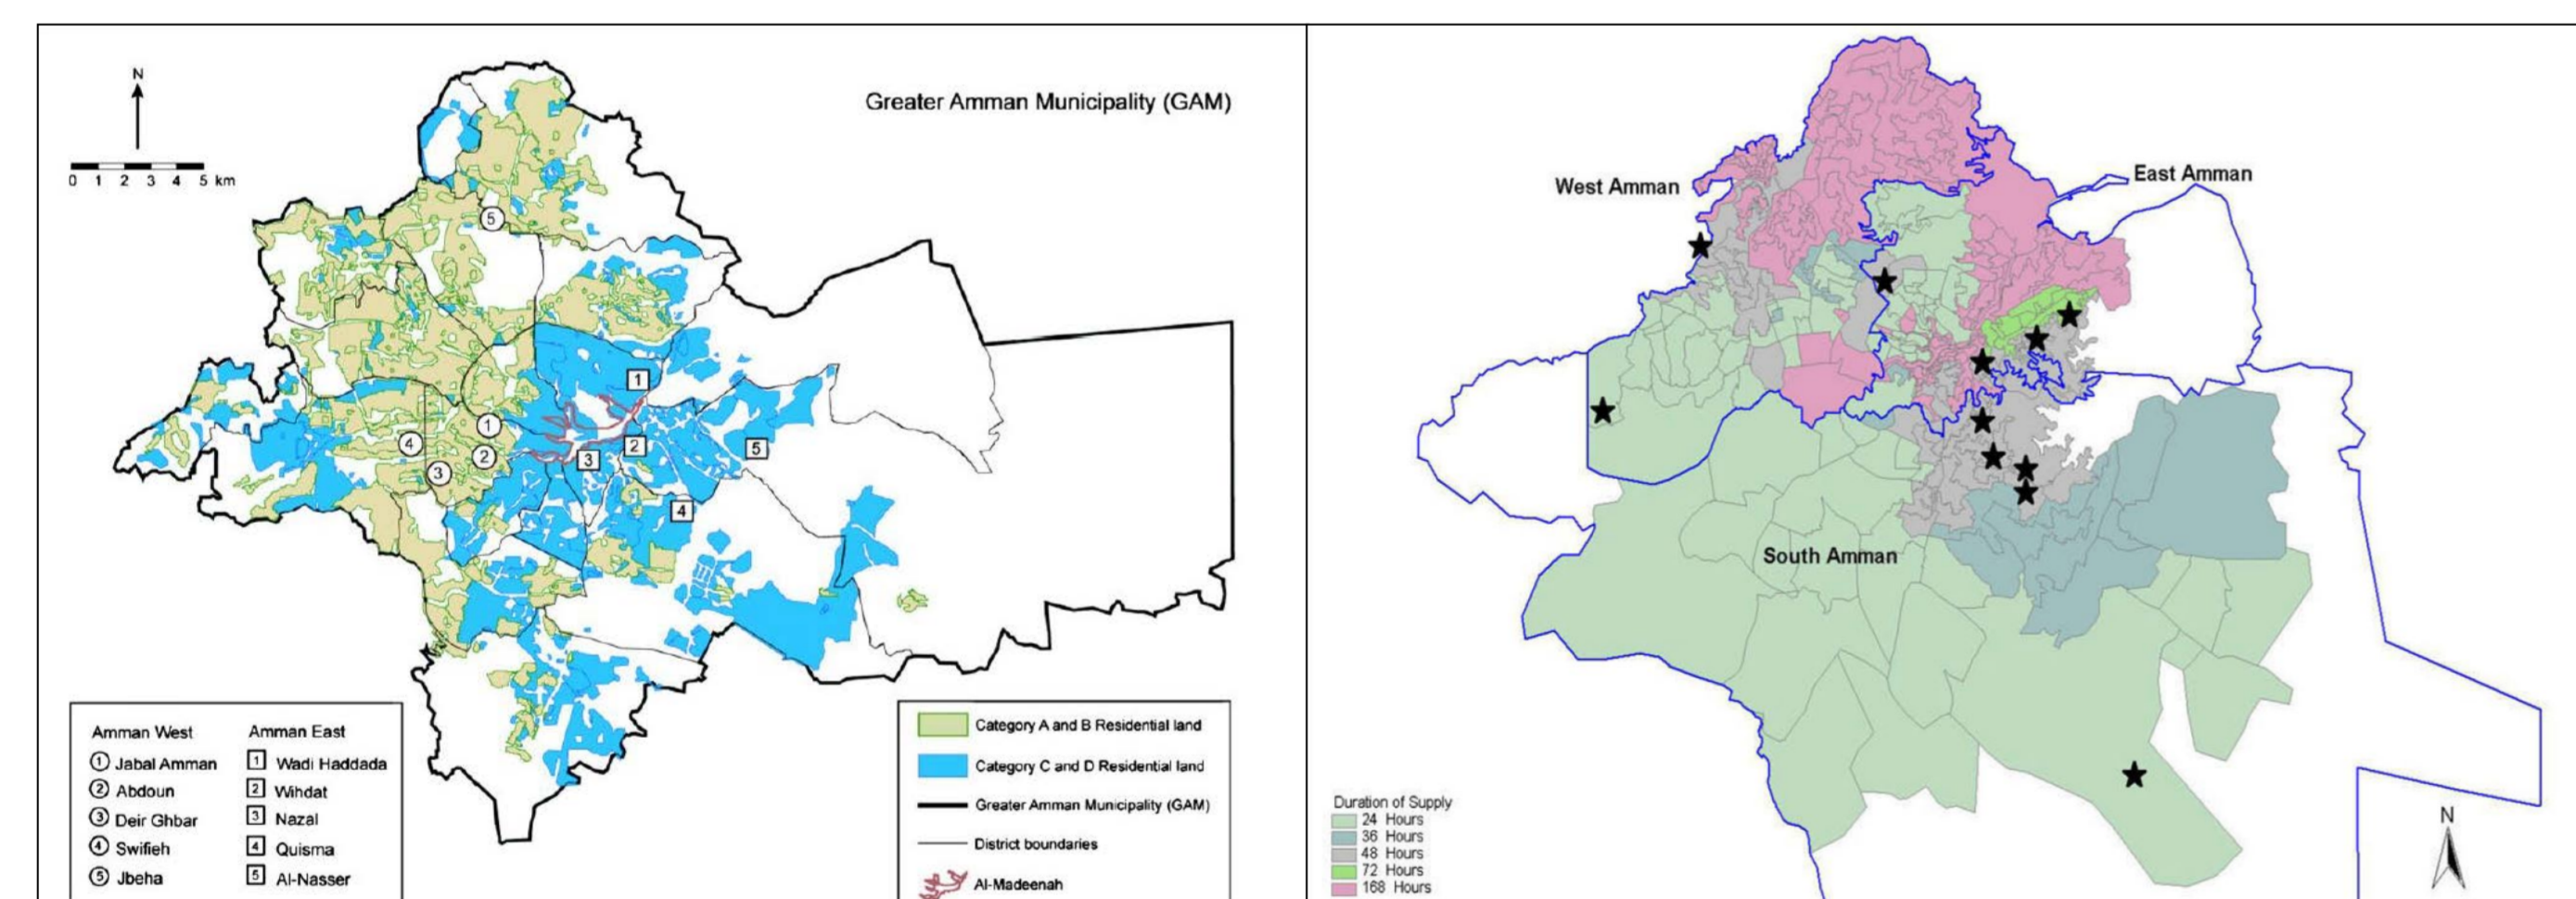 N
0 1 2 3 4 5 km
Greater Amman Municipality (GAM)
5
1
1
4
2
2
3
3
5
4
Amman West
① Jabal Amman
② Abdoun
③ Deir Ghbar
④ Swifieh
⑤ Jbeha
Amman East
1 Wadi Haddada
2 Wihdat
3 Nazal
4 Quisma
5 Al-Nasser
Category A and B Residential land
Category C and D Residential land
Greater Amman Municipality (GAM)
District boundaries
Al-Madeenah
West Amman
East Amman
South Amman
Duration of Supply
24 Hours
36 Hours
48 Hours
72 Hours
168 Hours
N